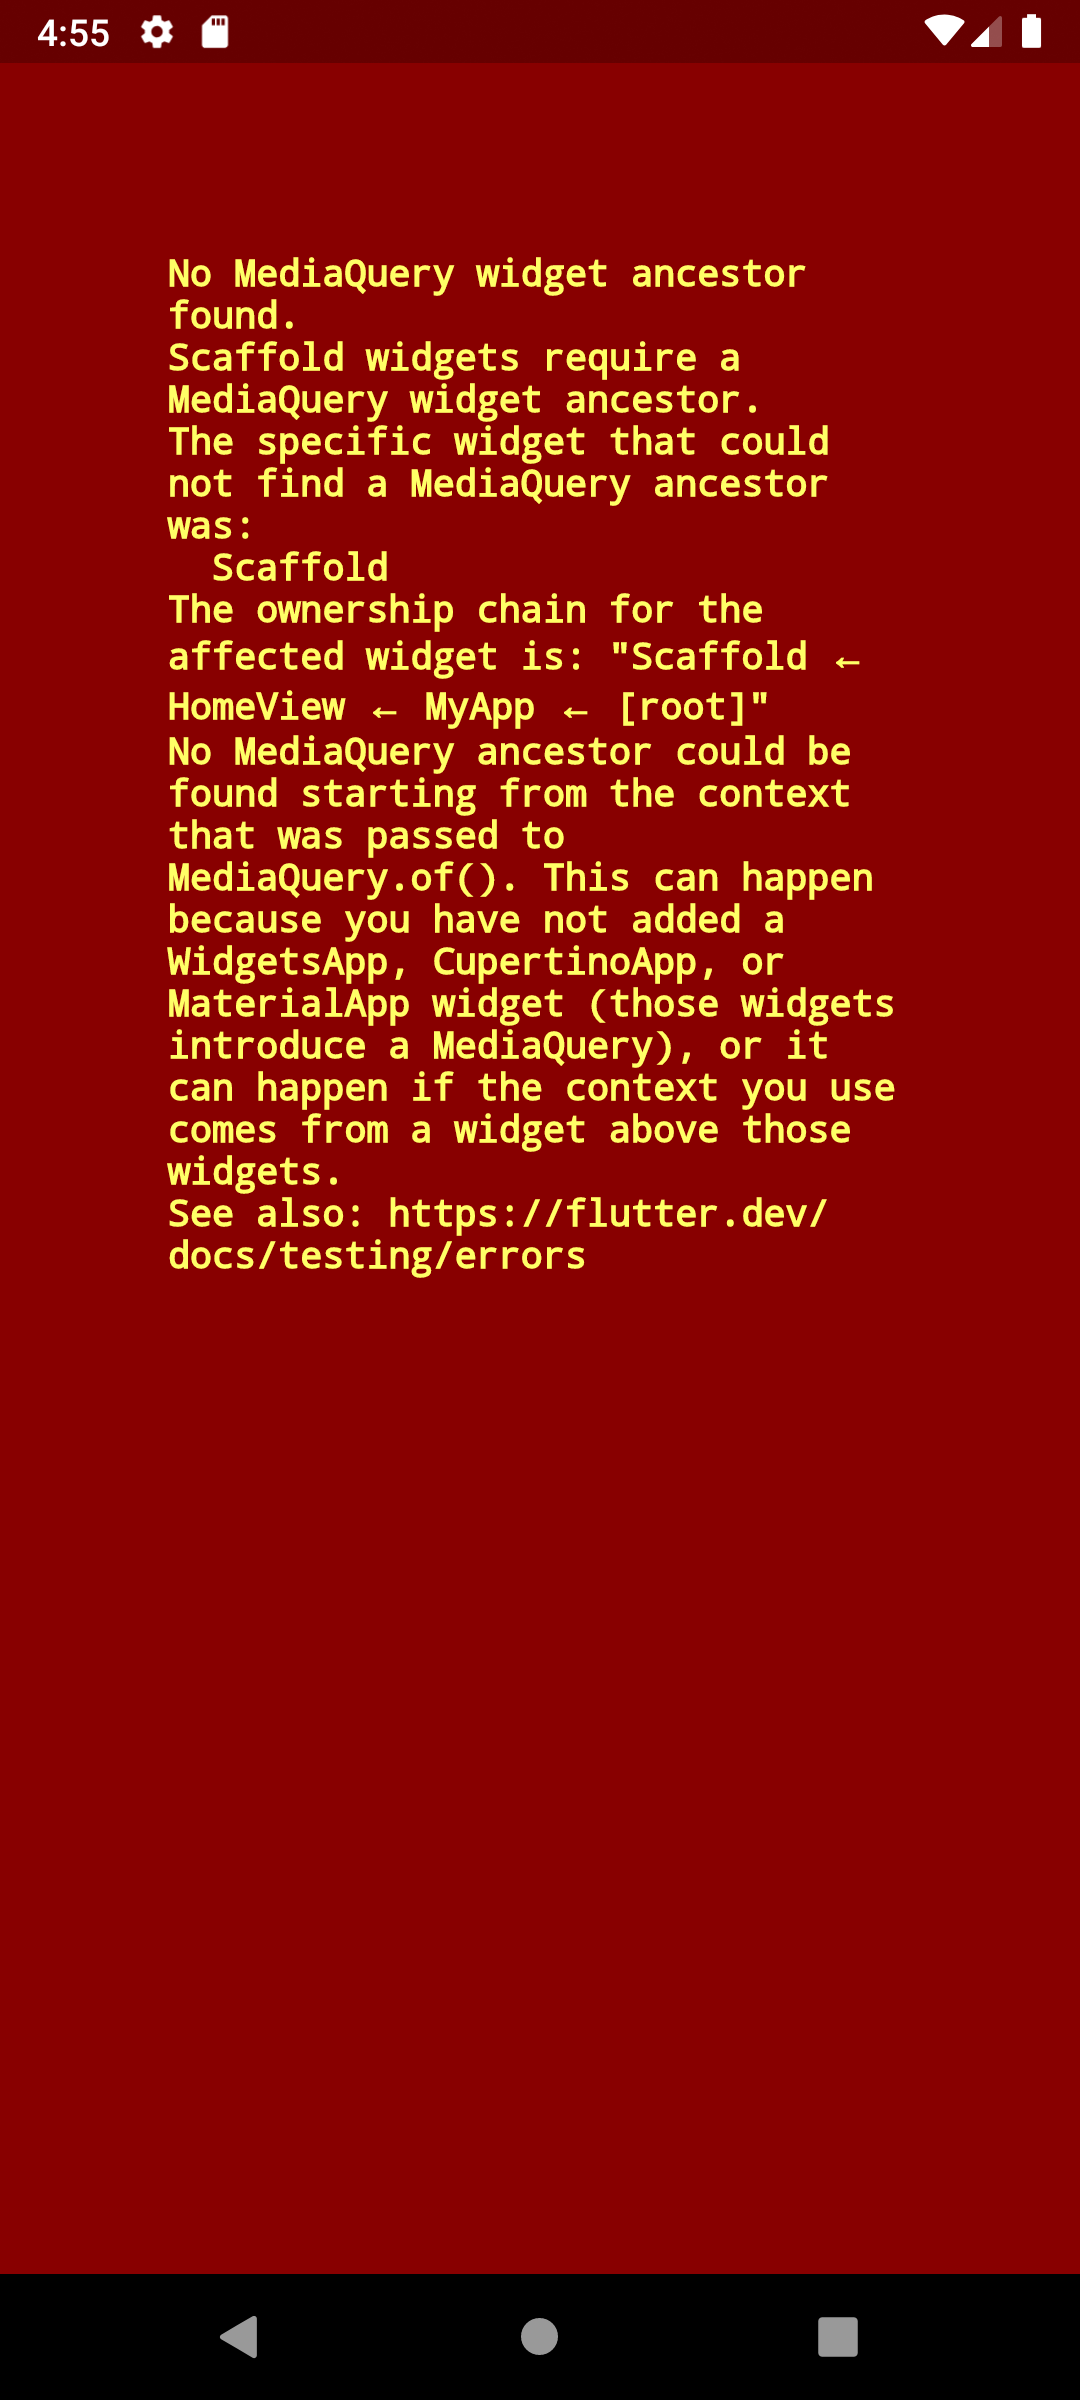 4:55
No MediaQuery widget ancestor
found.
Scaffold widgets require a
MediaQuery widget ancestor.
The specific widget that could
not find a MediaQuery ancestor
was:
  Scaffold
The ownership chain for the
affected widget is: "Scaffold ←
HomeView ← MyApp ← [root]"
No MediaQuery ancestor could be
found starting from the context
that was passed to
MediaQuery.of(). This can happen
because you have not added a
WidgetsApp, CupertinoApp, or
MaterialApp widget (those widgets
introduce a MediaQuery), or it
can happen if the context you use
comes from a widget above those
widgets.
See also: https://flutter.dev/
docs/testing/errors